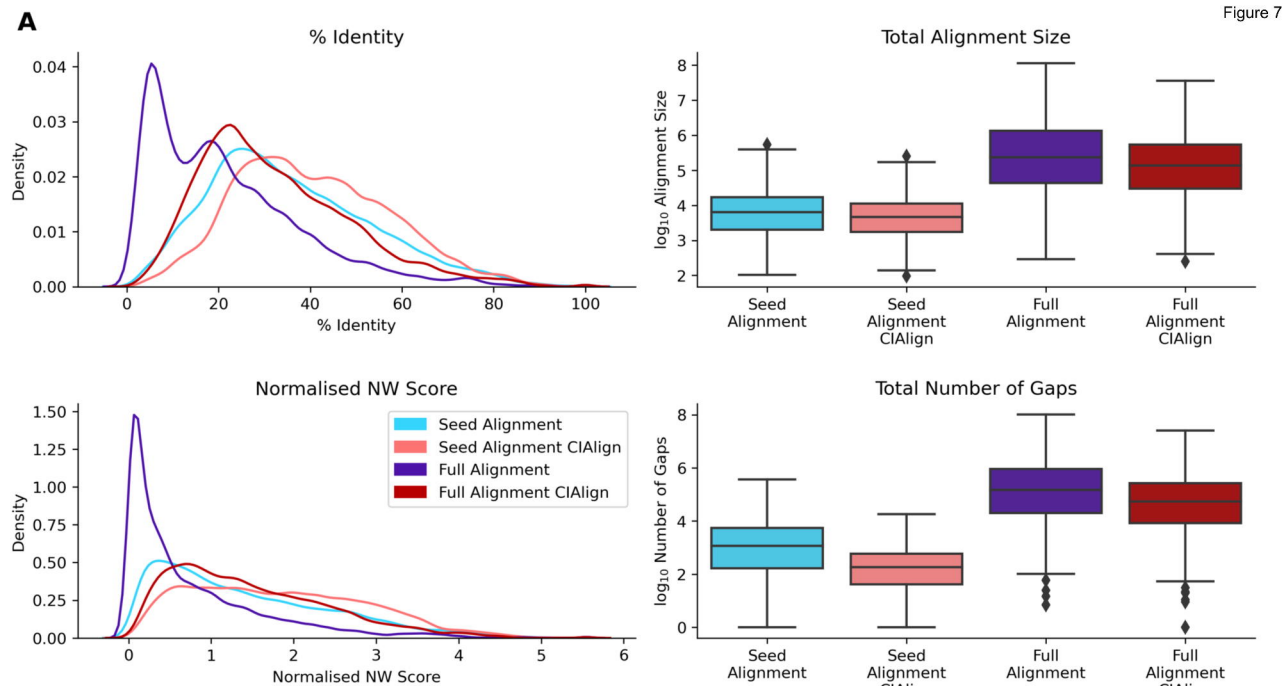 Figure 7
A
% Identity
Density
0.04
0.03
0.02
0.01
0.00
0 20 40 60 80 100
% Identity
Total Alignment Size
log₁₀ Alignment Size
8
7
6
5
4
3
2
Seed Seed Full Full
Alignment Alignment Alignment Alignment
CIAlign CIAlign
Normalised NW Score
Density
1.50
1.25
1.00
0.75
0.50
0.25
0.00
0 1 2 3 4 5 6
Normalised NW Score
Seed Alignment
Seed Alignment CIAlign
Full Alignment
Full Alignment CIAlign
Total Number of Gaps
log₁₀ Number of Gaps
8
6
4
2
0
Seed Seed Full Full
Alignment Alignment Alignment Alignment